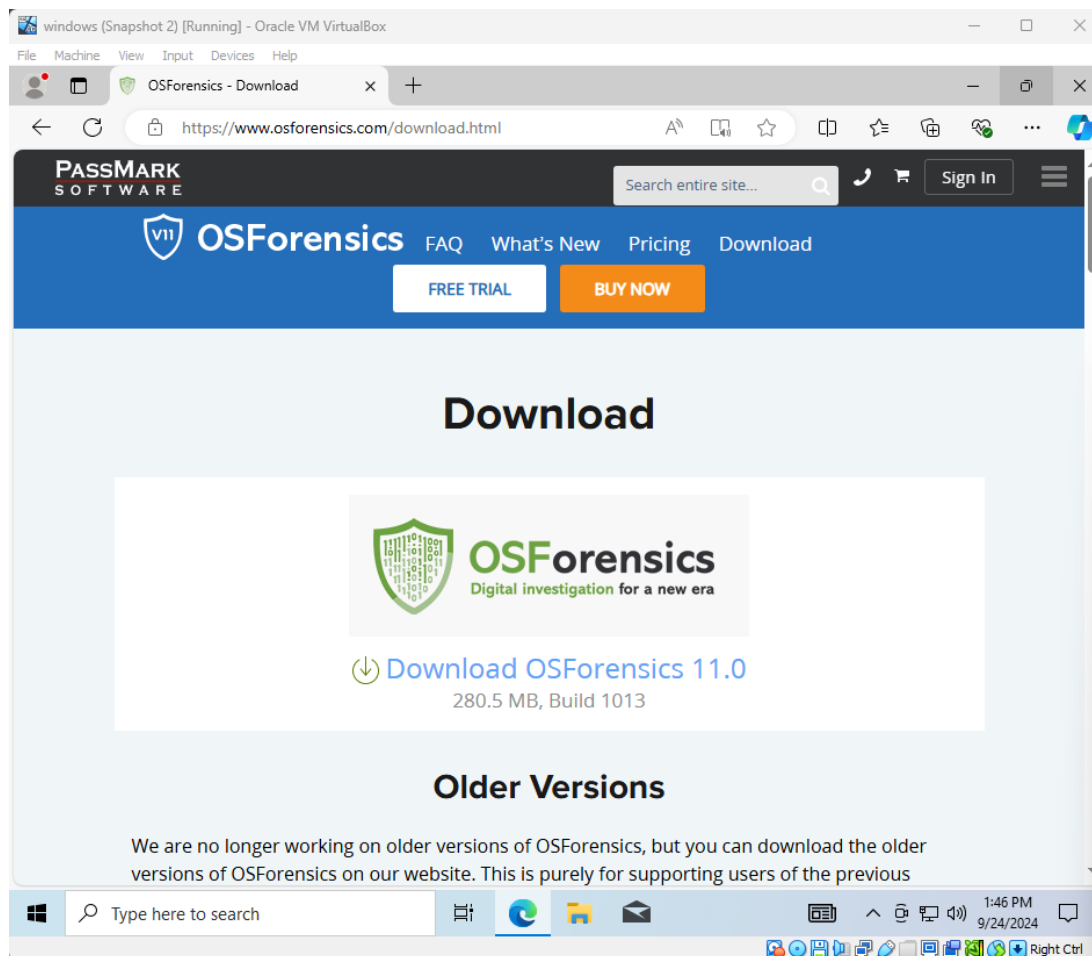 windows (Snapshot 2) [Running] - Oracle VM VirtualBox
File Machine View Input Devices Help
OSForensics - Download
https://www.osforensics.com/download.html
PASSMARK
SOFTWARE
Search entire site...
Sign In
V11
OSForensics FAQ What's New Pricing Download
FREE TRIAL BUY NOW
Download
OSForensics
Digital investigation for a new era
Download OSForensics 11.0
280.5 MB, Build 1013
Older Versions
We are no longer working on older versions of OSForensics, but you can download the older
versions of OSForensics on our website. This is purely for supporting users of the previous
Type here to search
1:46 PM
9/24/2024
Right Ctrl